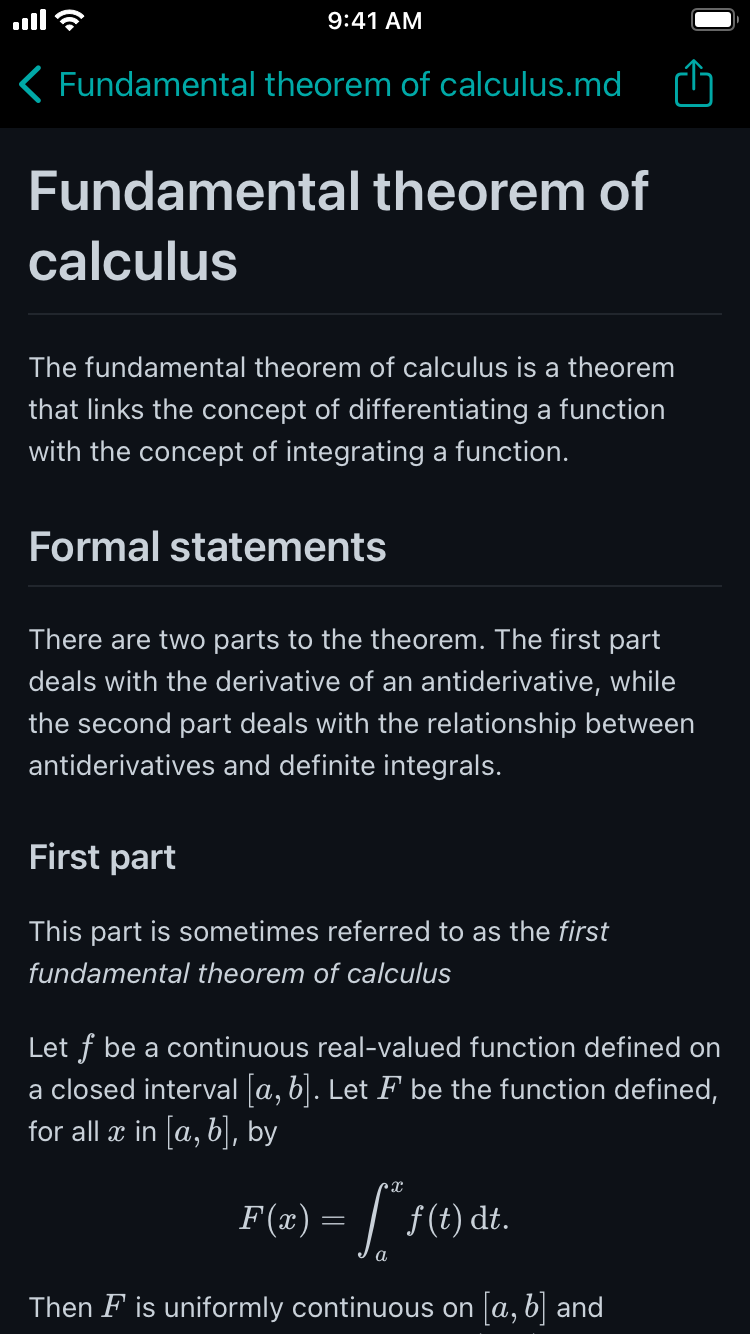 9:41 AM
Fundamental theorem of calculus.md
Fundamental theorem of
calculus
The fundamental theorem of calculus is a theorem
that links the concept of differentiating a function
with the concept of integrating a function.
Formal statements
There are two parts to the theorem. The first part
deals with the derivative of an antiderivative, while
the second part deals with the relationship between
antiderivatives and definite integrals.
First part
This part is sometimes referred to as the first
fundamental theorem of calculus
Let f be a continuous real-valued function defined on
a closed interval [a, b]. Let F be the function defined,
for all x in [a, b], by
F(x) = ∫ₐˣ f(t) dt.
Then F is uniformly continuous on [a, b] and